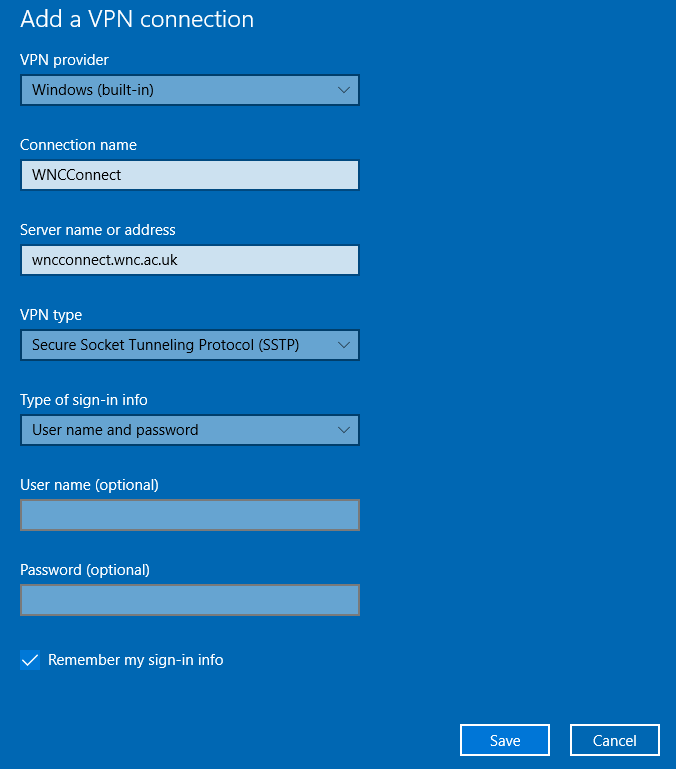 Add a VPN connection
VPN provider
Windows (built-in)
Connection name
WNCConnect
Server name or address
wncconnect.wnc.ac.uk
VPN type
Secure Socket Tunneling Protocol (SSTP)
Type of sign-in info
User name and password
User name (optional)
Password (optional)
Remember my sign-in info
Save
Cancel